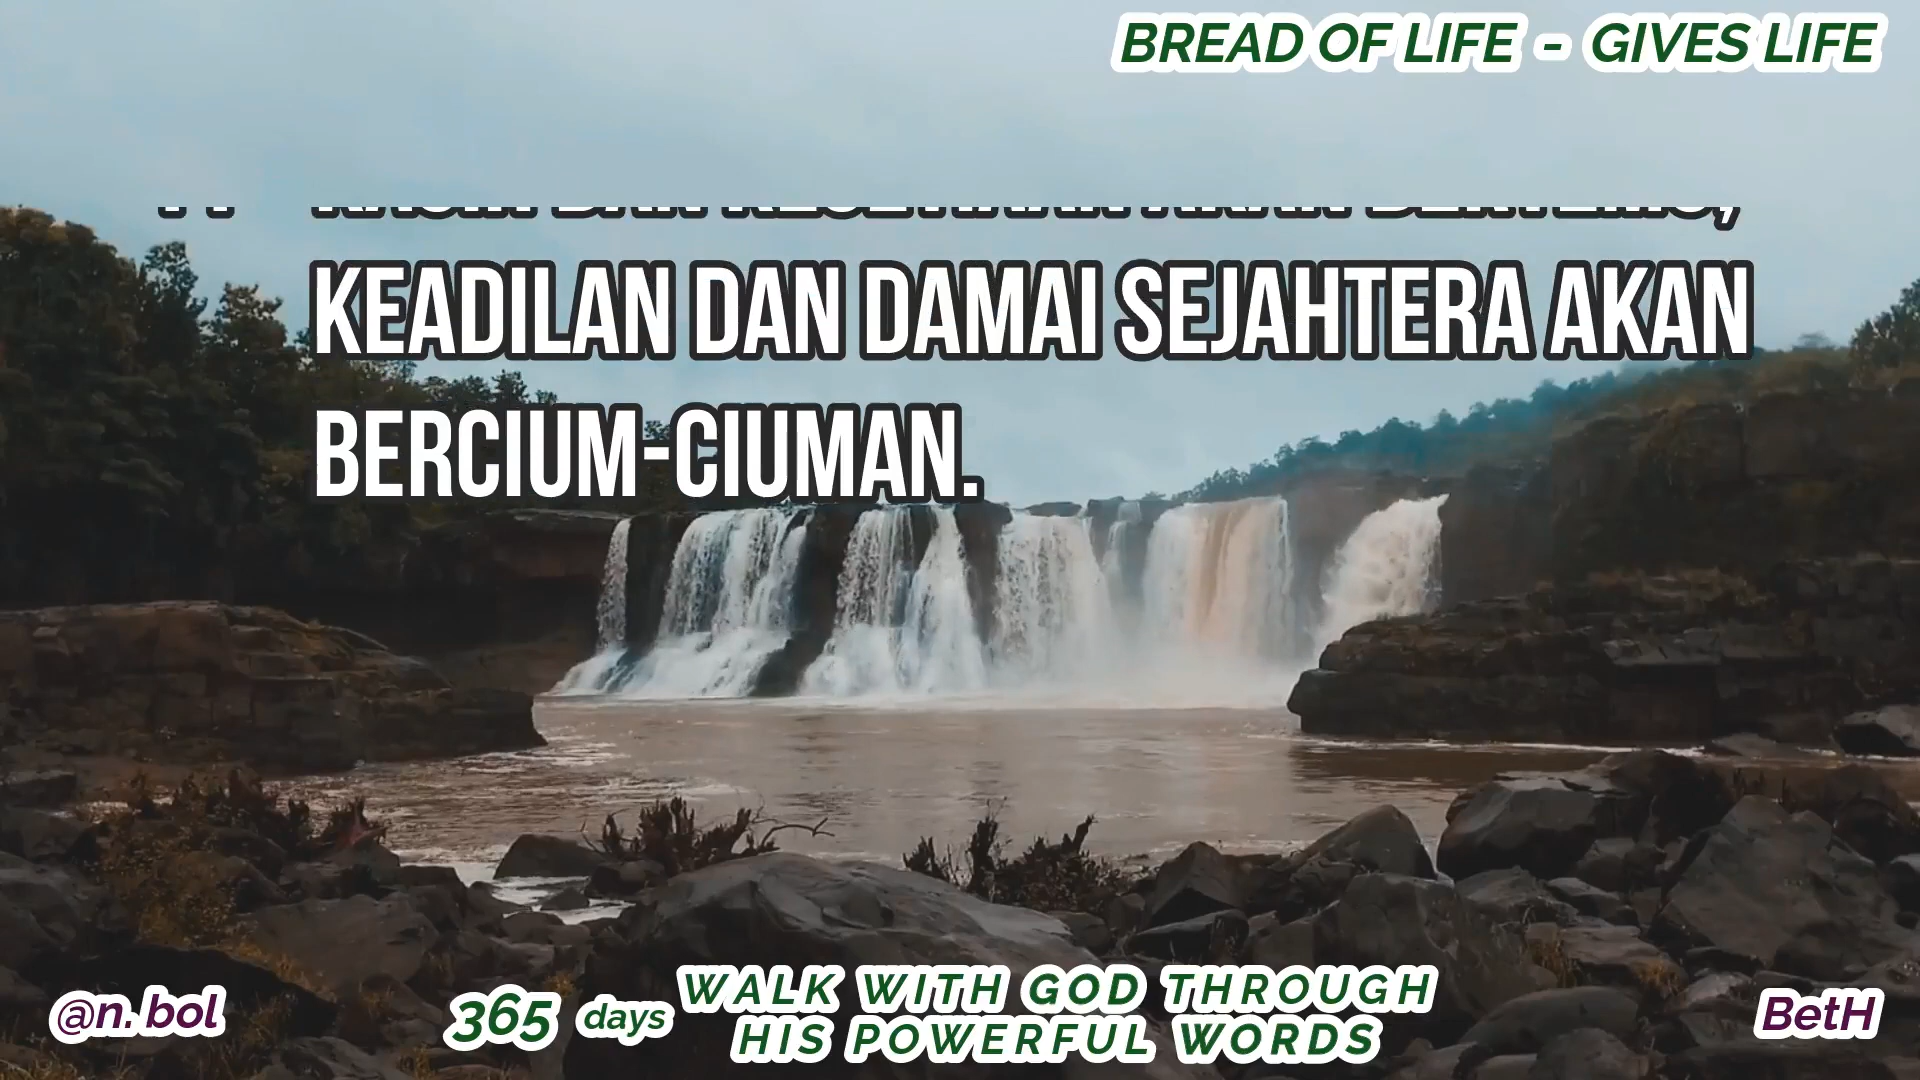 BREAD OF LIFE - GIVES LIFE
KEADILAN DAN DAMAI SEJAHTERA AKAN
BERCIUM-CIUMAN.
@n.bol
365 days
WALK WITH GOD THROUGH
HIS POWERFUL WORDS
BetH